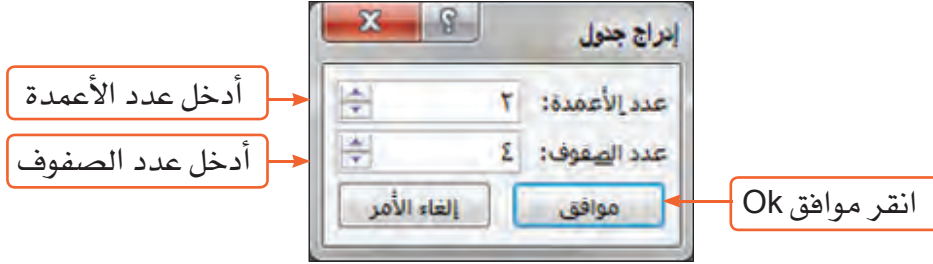 إدراج جدول
أدخل عدد الأعمدة
عدد الأعمدة: ٢
أدخل عدد الصفوف
عدد الصفوف: ٤
موافق
إلغاء الأمر
انقر موافق Ok